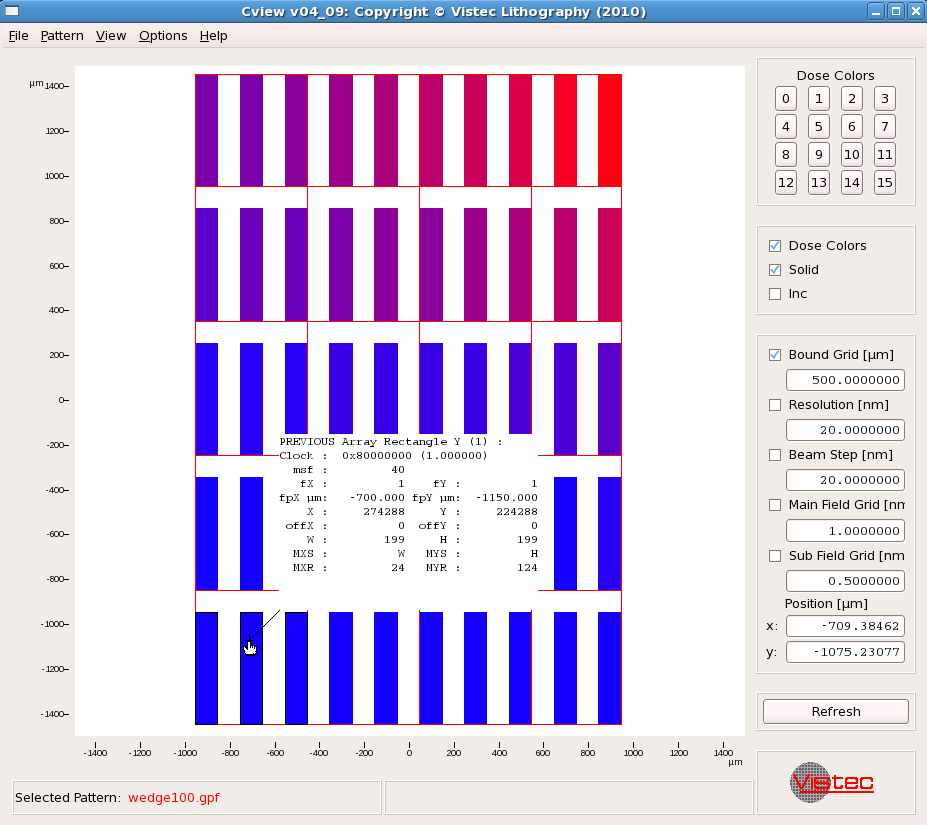 Cview v04_09: Copyright © Vistec Lithography (2010)
File Pattern View Options Help
µm
1400
1200
1000
800
600
400
200
0
-200
-400
-600
-800
-1000
-1200
-1400
PREVIOUS Array Rectangle Y (1) :
Clock : 0x80000000 (1.000000)
msf : 40
fX : 1 fY : 1
fpX µm: -700.000 fpY µm: -1150.000
X : 274288 Y : 224288
offX : 0 offY : 0
W : 199 H : 199
MXS : W MYS : H
MXR : 24 MYR : 124
-1400 -1200 -1000 -800 -600 -400 -200 0 200 400 600 800 1000 1200 1400
µm
Dose Colors
0 1 2 3
4 5 6 7
8 9 10 11
12 13 14 15
Dose Colors
Solid
Inc
Bound Grid [µm]
500.0000000
Resolution [nm]
20.0000000
Beam Step [nm]
20.0000000
Main Field Grid [nm
1.0000000
Sub Field Grid [nm
0.5000000
Position [µm]
x: -709.38462
y: -1075.23077
Refresh
Vistec
Selected Pattern: wedge100.gpf